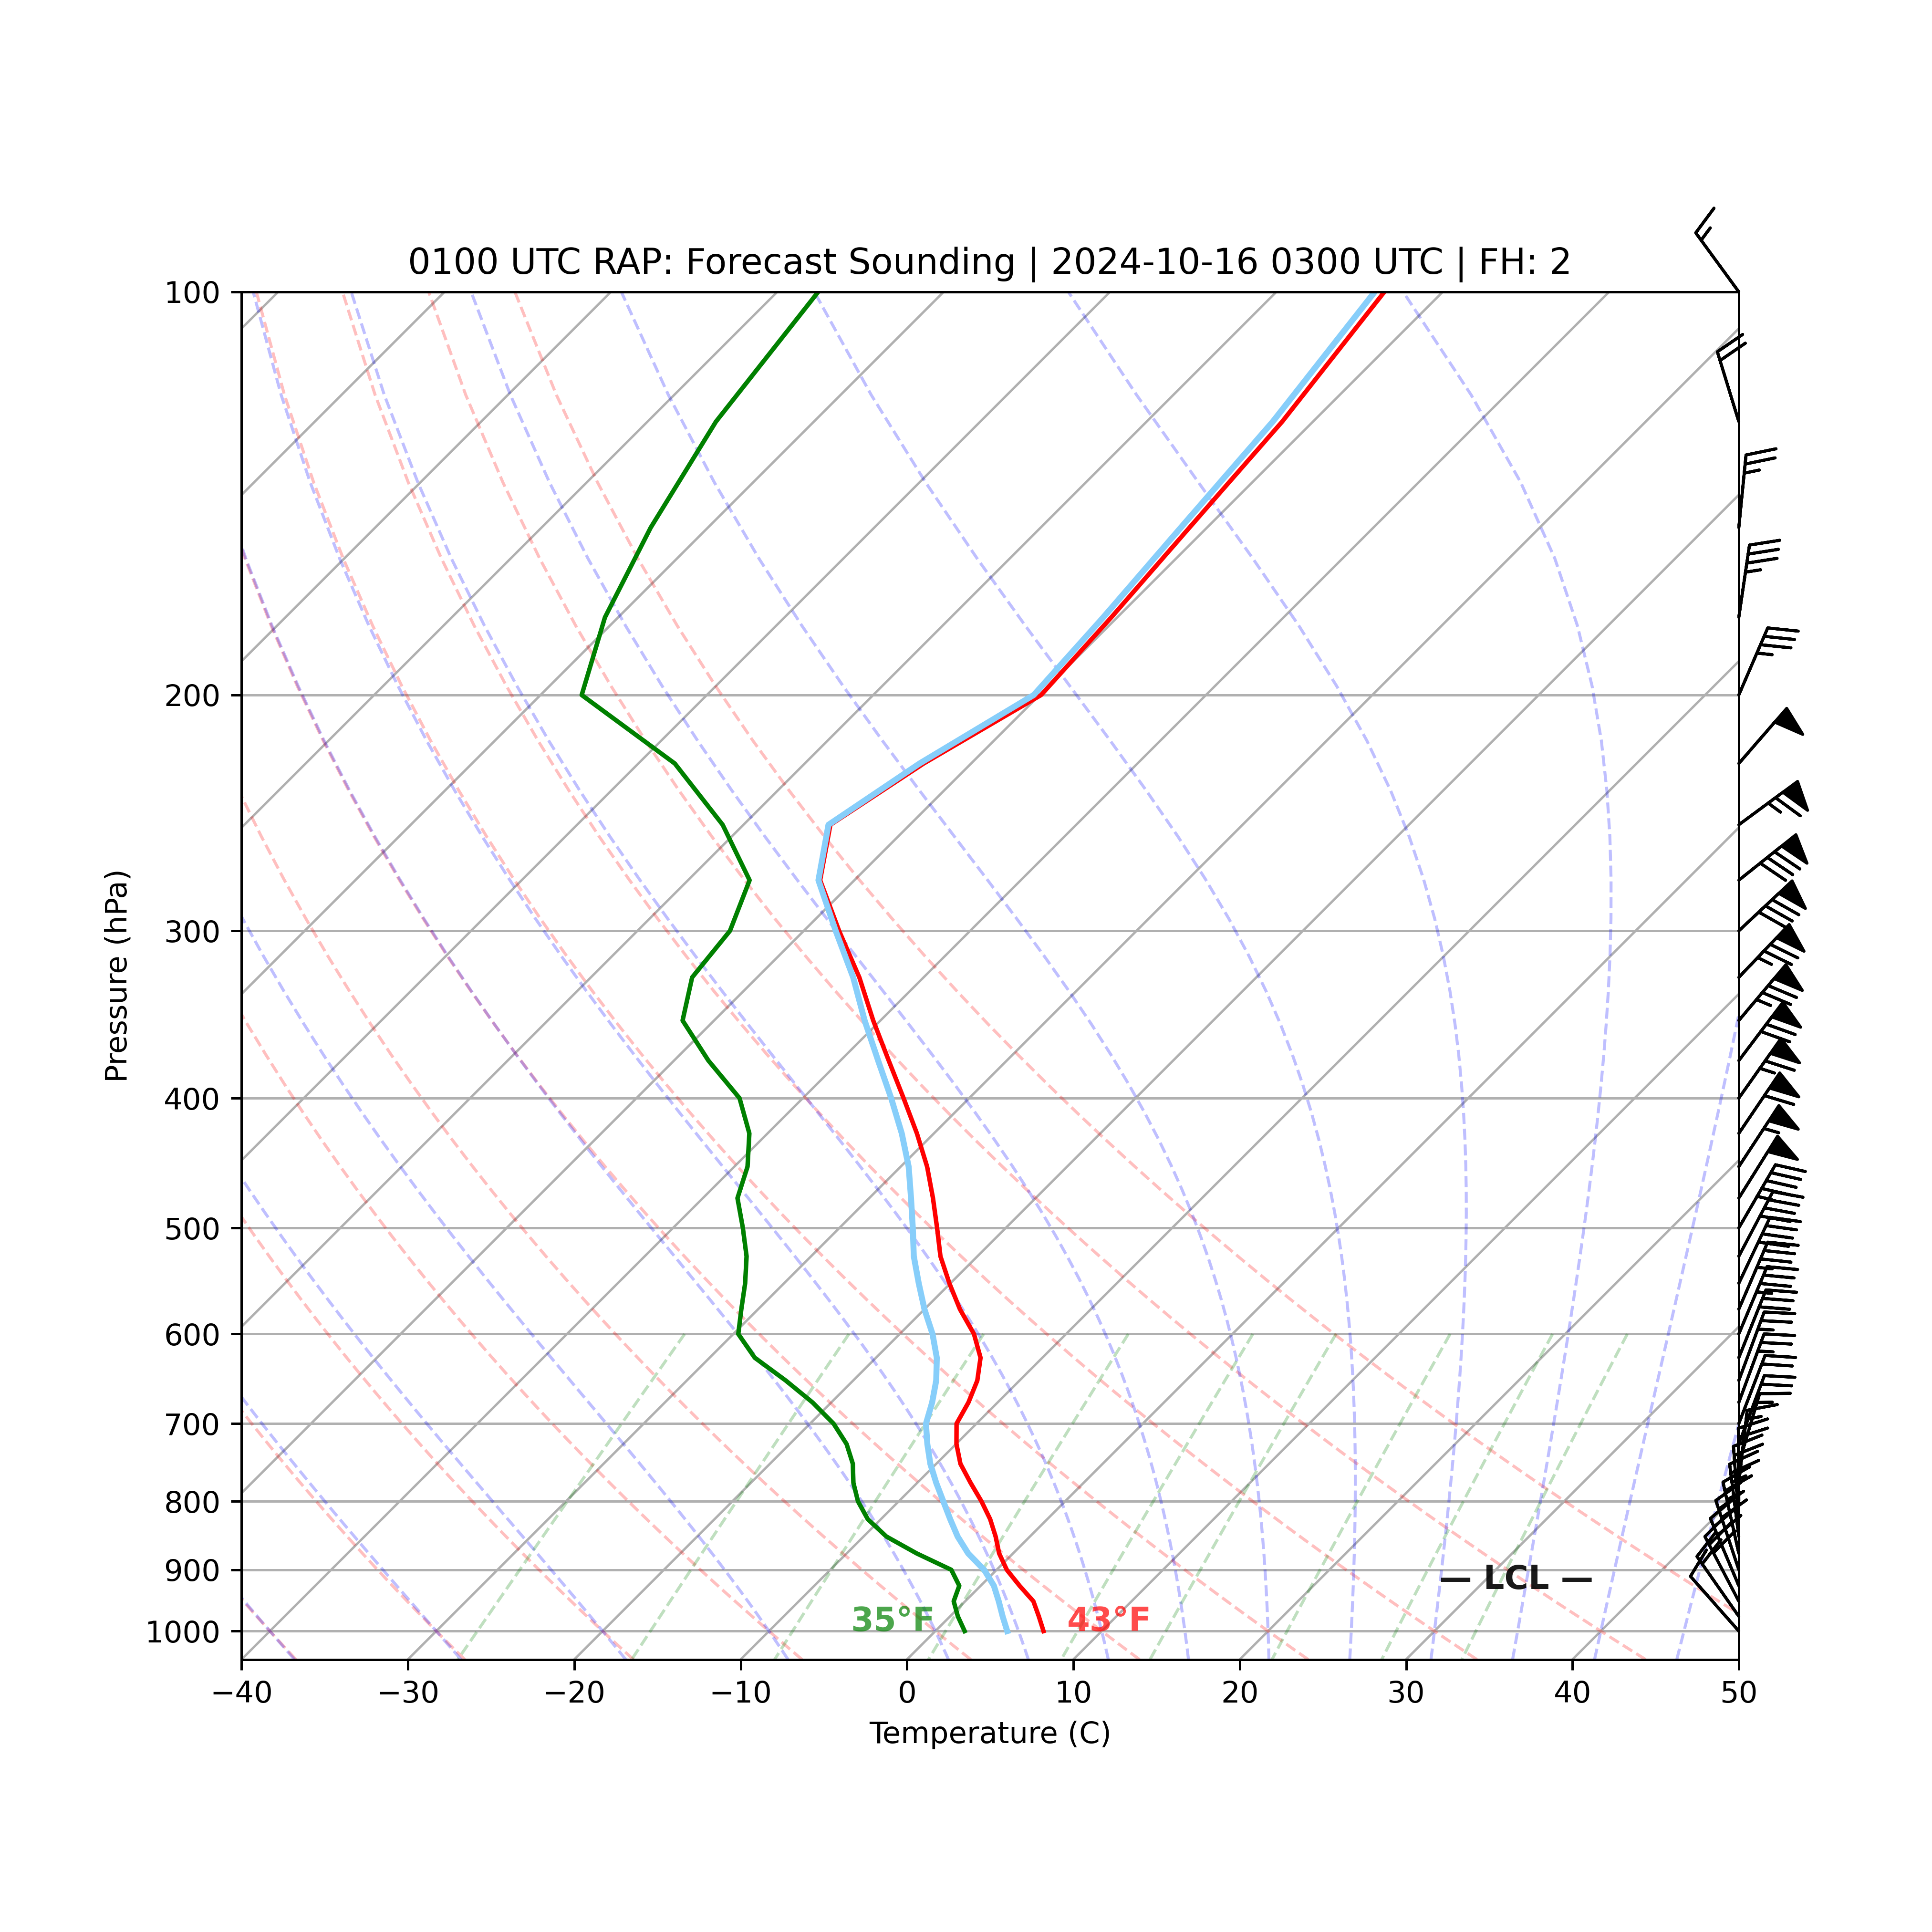 0100 UTC RAP: Forecast Sounding | 2024-10-16 0300 UTC | FH: 2
100
200
300
400
500
600
700
800
900
1000
Pressure (hPa)
— LCL —
35°F
43°F
−40 −30 −20 −10 0 10 20 30 40 50
Temperature (C)